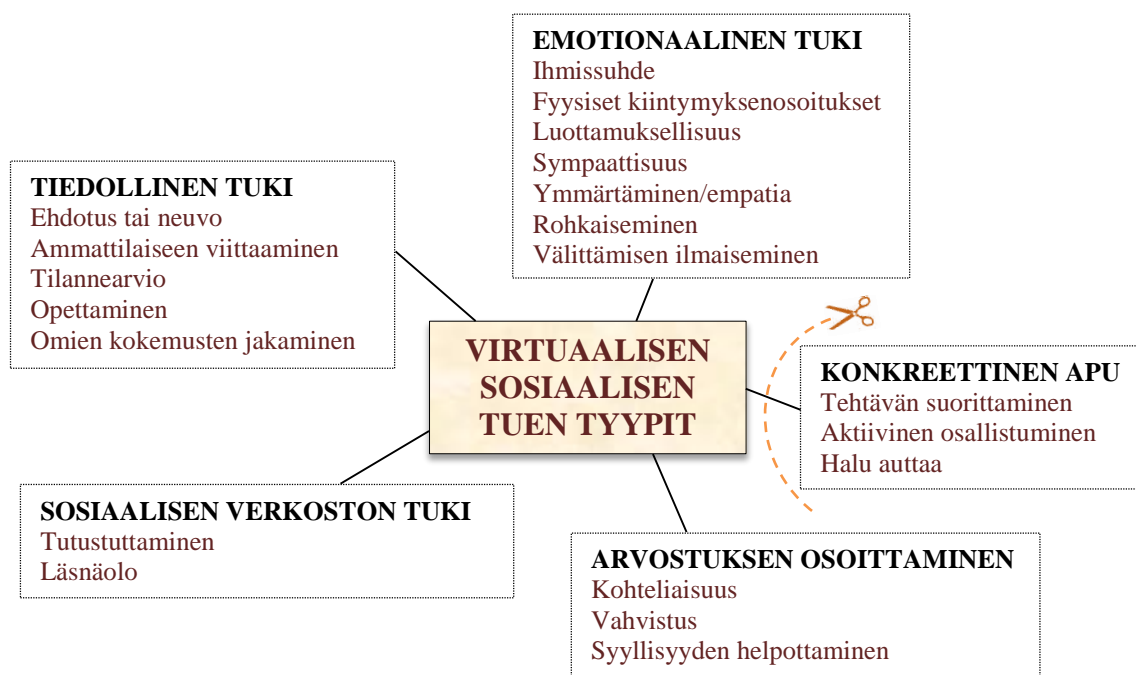 EMOTIONAALINEN TUKI
Ihmissuhde
Fyysiset kiintymyksenosoitukset
Luottamuksellisuus
Sympaattisuus
Ymmärtäminen/empatia
Rohkaiseminen
Välittämisen ilmaiseminen
TIEDOLLINEN TUKI
Ehdotus tai neuvo
Ammattilaiseen viittaaminen
Tilannearvio
Opettaminen
Omien kokemusten jakaminen
VIRTUAALISEN
SOSIAALISEN
TUEN TYYPIT
KONKREETTINEN APU
Tehtävän suorittaminen
Aktiivinen osallistuminen
Halu auttaa
SOSIAALISEN VERKOSTON TUKI
Tutustuttaminen
Läsnäolo
ARVOSTUKSEN OSOITTAMINEN
Kohteliaisuus
Vahvistus
Syyllisyyden helpottaminen